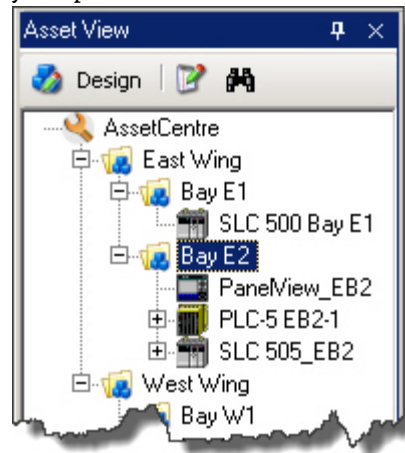 Asset View
Design
AssetCentre
East Wing
Bay E1
SLC 500 Bay E1
Bay E2
PanelView_EB2
PLC-5 EB2-1
SLC 505_EB2
West Wing
Bay W1